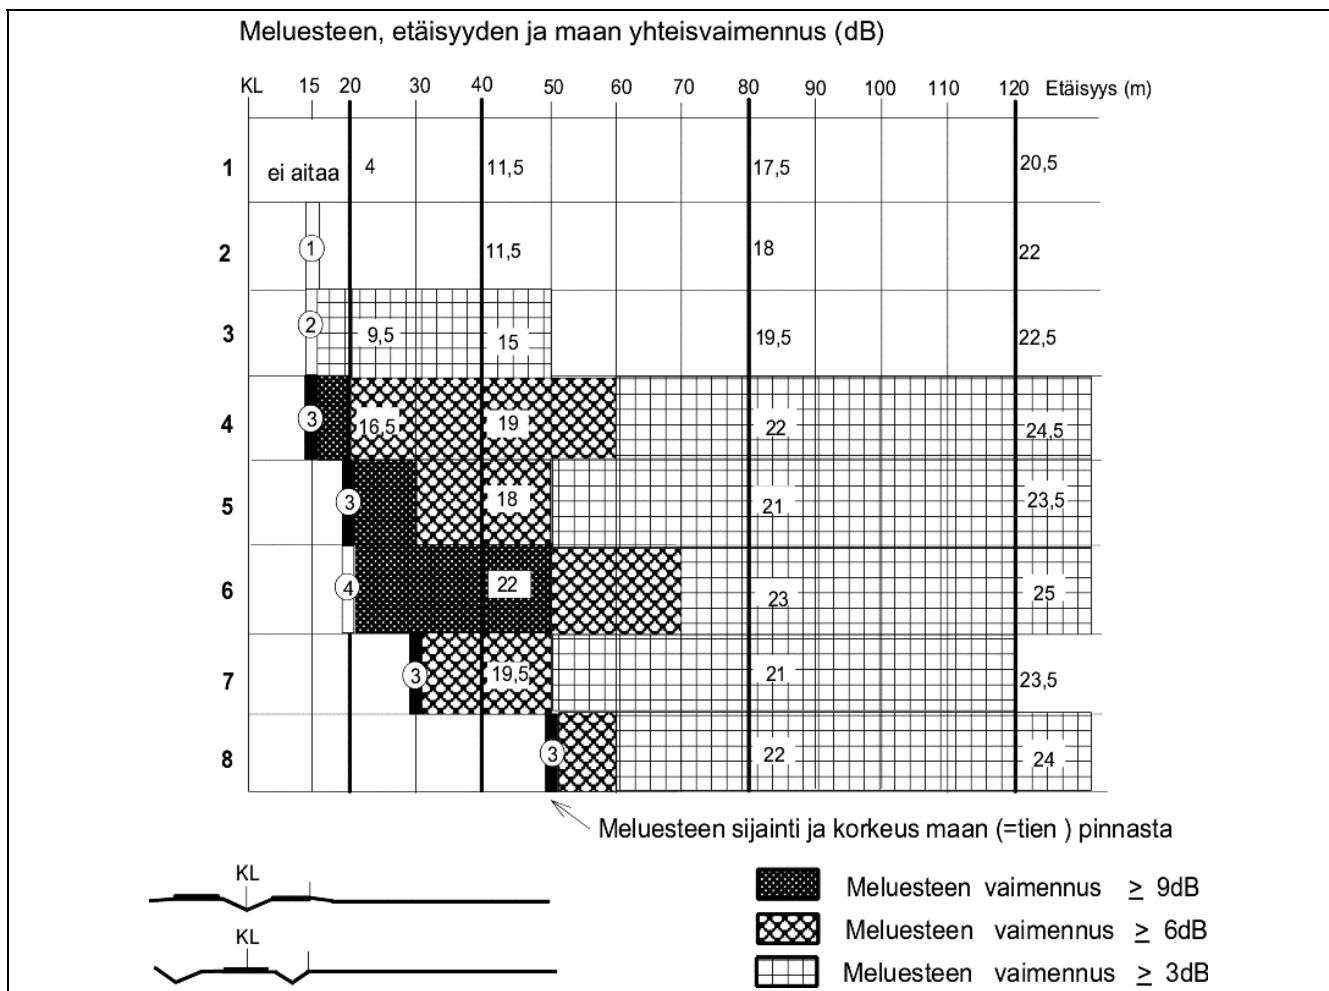 Meluesteen, etäisyyden ja maan yhteisvaimennus (dB)
KL 15 20 30 40 50 60 70 80 90 100 110 120 Etäisyys (m)
1 ei aitaa 4 11,5 17,5 20,5
2 1 11,5 18 22
3 2 9,5 15 19,5 22,5
4 3 16,5 19 22 24,5
5 3 18 21 23,5
6 4 22 23 25
7 3 19,5 21 23,5
8 3 22 24
Meluesteen sijainti ja korkeus maan (=tien ) pinnasta
KL
Meluesteen vaimennus ≥ 9dB
Meluesteen vaimennus ≥ 6dB
KL
Meluesteen vaimennus ≥ 3dB